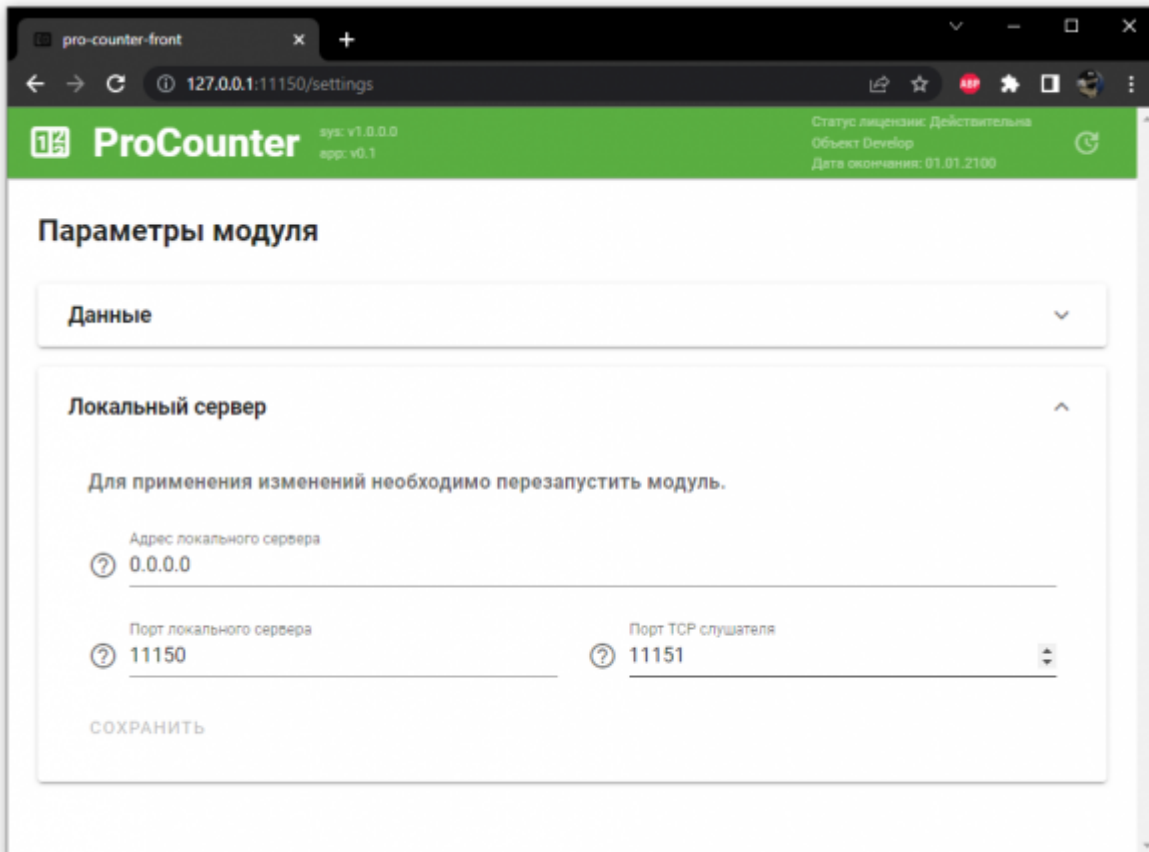 pro-counter-front
127.0.0.1:11150/settings
ABP
ProCounter
sys: v1.0.0.0
app: v0.1
Статус лицензии: Действительна
Объект Develop
Дата окончания: 01.01.2100
Параметры модуля
Данные
Локальный сервер
Для применения изменений необходимо перезапустить модуль.
Адрес локального сервера
0.0.0.0
Порт локального сервера
11150
Порт TCP слушателя
11151
СОХРАНИТЬ